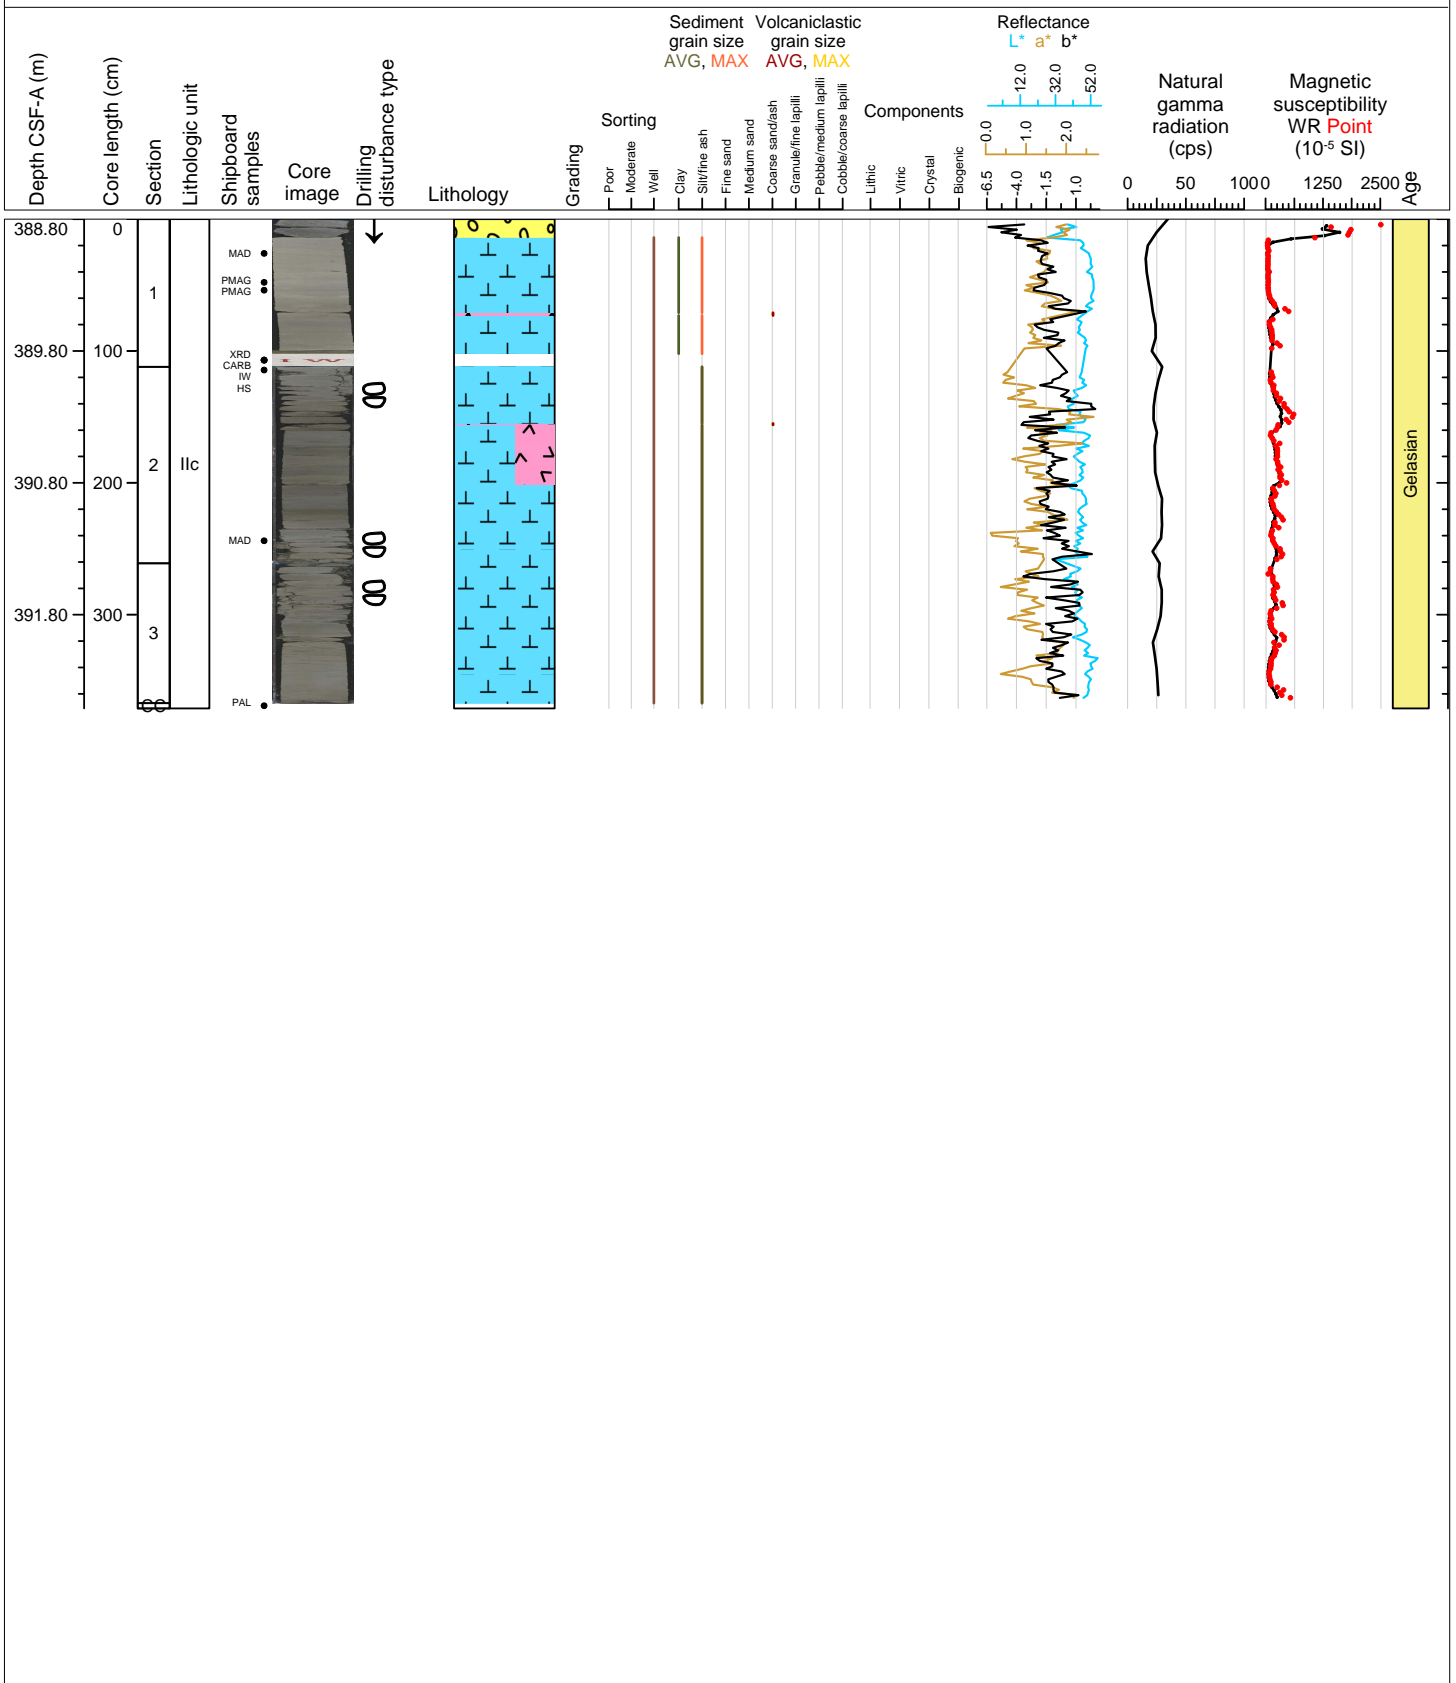 Depth CSF-A (m)
Core length (cm)
Section
Lithologic unit
Shipboard
samples
Core
image
Drilling
disturbance type
Lithology
Grading
Sorting
Poor
Moderate
Well
Sediment
grain size
AVG, MAX
Volcaniclastic
grain size
AVG, MAX
Clay
Silt/fine ash
Fine sand
Medium sand
Coarse sand/ash
Granule/fine lapilli
Pebble/medium lapilli
Cobble/coarse lapilli
Components
Lithic
Vitric
Crystal
Biogenic
Reflectance
L* a* b*
12.0 32.0 52.0
0.0 1.0 2.0
-6.5 -4.0 -1.5 1.0
Natural
gamma
radiation
(cps)
0 50 100
Magnetic
susceptibility
WR Point
(10-5 SI)
0 1250 2500
Age
388.80 0
389.80 100
390.80 200
391.80 300
1
2
3
CC
IIc
MAD
PMAG
PMAG
XRD
CARB
IW
HS
MAD
PAL
I W
Gelasian